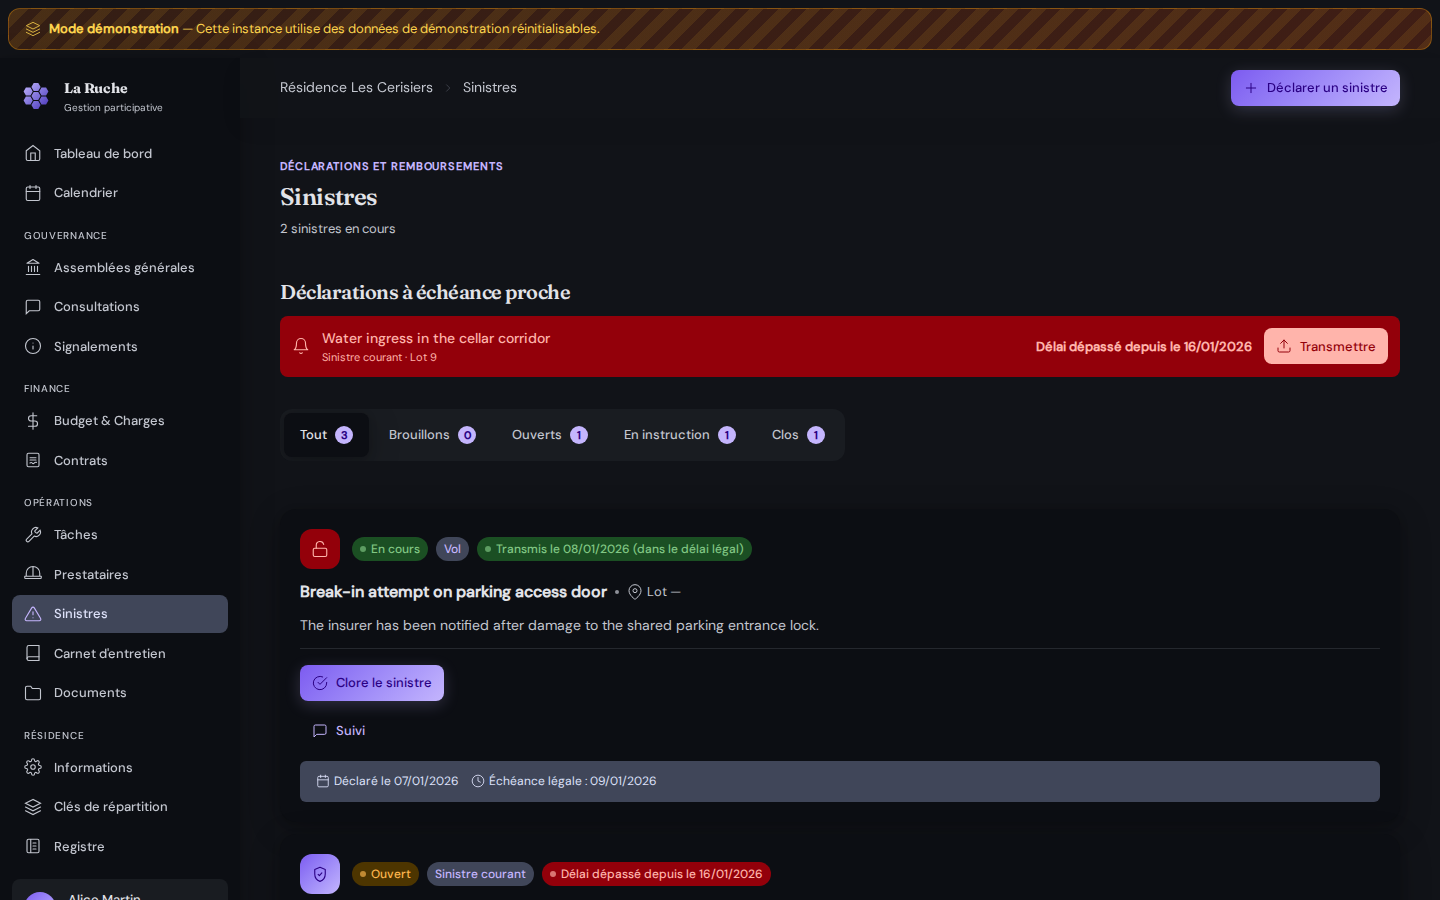 Mode démonstration — Cette instance utilise des données de démonstration réinitialisables.
La Ruche
Gestion participative
Tableau de bord
Calendrier
GOUVERNANCE
Assemblées générales
Consultations
Signalements
FINANCE
Budget & Charges
Contrats
OPÉRATIONS
Tâches
Prestataires
Sinistres
Carnet d'entretien
Documents
RÉSIDENCE
Informations
Clés de répartition
Registre
Alice Martin
Résidence Les Cerisiers > Sinistres
Déclarer un sinistre
DÉCLARATIONS ET REMBOURSEMENTS
Sinistres
2 sinistres en cours
Déclarations à échéance proche
Water ingress in the cellar corridor
Sinistre courant · Lot 9
Délai dépassé depuis le 16/01/2026
Transmettre
Tout 3 Brouillons 0 Ouverts 1 En instruction 1 Clos 1
En cours Vol Transmis le 08/01/2026 (dans le délai légal)
Break-in attempt on parking access door • Lot —
The insurer has been notified after damage to the shared parking entrance lock.
Clore le sinistre
Suivi
Déclaré le 07/01/2026 Échéance légale : 09/01/2026
Ouvert Sinistre courant Délai dépassé depuis le 16/01/2026